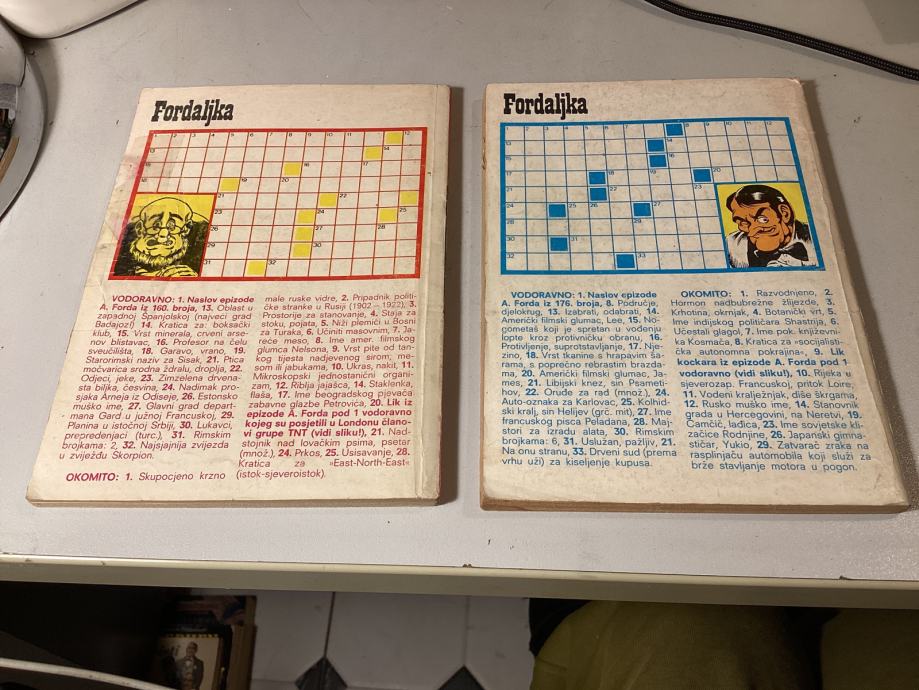 Fordaljka
VODORAVNO: 1. Naslov epizode
A. Forda iz 160. broja, 13. Oblast u
zapadnoj Španjolskoj (najveći grad
Badajoz!) 14. Kratica za: boksački
klub, 15. Vrst minerala, crveni arse-
nov blistavac, 16. Profesor na čelu
sveučilišta, 18. Garavo, vrano, 19.
Starorimski naziv za Sisak, 21. Ptica
močvarica srodna ždralu, droplja, 22.
Odjeci, jeke, 23. Zimzelena drvena-
sta biljka, česvina, 24. Nadimak pro-
sjaka Arneja iz Odiseje, 26. Estonsko
muško ime, 27. Glavni grad depart-
mana Gard u južnoj Francuskoj, 29.
Planina u istočnoj Srbiji, 30. Lukavci,
prepredenjaci (turc.), 31. Rimskim
brojkama: 2, 32. Najsjajnija zvijezda
u zviježđu Skorpion.
OKOMITO: 1. Skupocjeno krzno
male ruske vidre, 2. Pripadnik politi-
čke stranke u Rusiji (1902–1922), 3.
Prostorije za stanovanje, 4. Staja za
stoku, pojata, 5. Niži plemić u Bosni
za Turaka, 6. Učiniti masovnim, 7. Ja-
reće meso, 8. Ime amer. filmskog
glumca Nelsona, 9. Vrst pite od tan-
kog tijesta nadjevenog sirom, me-
som ili jabukama, 10. Ukras, nakit, 11.
Mikroskopski jednostanični organi-
zam, 12. Riblja jajašca, 14. Staklenka,
flaša, 17. Ime beogradskog pjevača
zabavne glazbe Petrovića, 20. Lik iz
epizode A. Forda pod 1 vodoravno
kojeg su posjetili u Londonu člano-
vi grupe TNT (vidi sliku!), 21. Nad-
stojnik nad lovačkim psima, psetar
(množ.), 24. Prkos, 25. Usisavanje, 28.
Kratica za »East-North-East«
(istok-sjeveroistok).
Fordaljka
VODORAVNO: 1. Naslov epizode
A. Forda iz 176. broja, 8. Područje,
djelokrug, 13. Izabrati, odabrati, 14.
Američki filmski glumac, Lee, 15. No-
gometaš koji je spretan u vođenju
lopte kroz protivničku obranu, 16.
Protivljenje, suprotstavljanje, 17. Nje-
zino, 18. Vrst tkanine s hrapavim ša-
rama, s poprečno rebrastim brazda-
ma, 20. Američki filmski glumac, Ja-
mes, 21. Libijski knez, sin Psameti-
hov, 22. Oruđe za rad (množ.), 24.
Auto-oznaka za Karlovac, 25. Kolhid-
ski kralj, sin Helijev (grč. mit), 27. Ime
francuskog pisca Peladana, 28. Maj-
stori za izradu alata, 30. Rimskim
brojkama: 6, 31. Uslužan, pažljiv, 21.
Na onu stranu, 33. Drveni sud (prema
vrhu uži) za kiseljenje kupusa.
OKOMITO: 1. Razvodnjeno, 2.
Hormon nadbubrežne žlijezde, 3.
Krhotina, okrnjak, 4. Botanički vrt, 5.
Ime indijskog političara Shastrija, 6.
Učestali glagol, 7. Ime pok. književni-
ka Kosmača, 8. Kratica za »socijalisti-
čka autonomna pokrajina«, 9. Lik
kockara iz epizode A. Forda pod 1
vodoravno (vidi sliku!), 10. Rijeka u
sjeverozap. Francuskoj, pritok Loire,
11. Vodeni kralježnjak, diše škrgama,
12. Rusko muško ime, 14. Stanovnik
grada u Hercegovini, na Neretvi, 19.
Čamčić, lađica, 23. Ime sovjetske kli-
začice Rodnjine, 26. Japanski gimna-
stičar, Yukio, 29. Zatvarač zraka na
rasplinjaču automobila koji služi za
brže stavljanje motora u pogon.